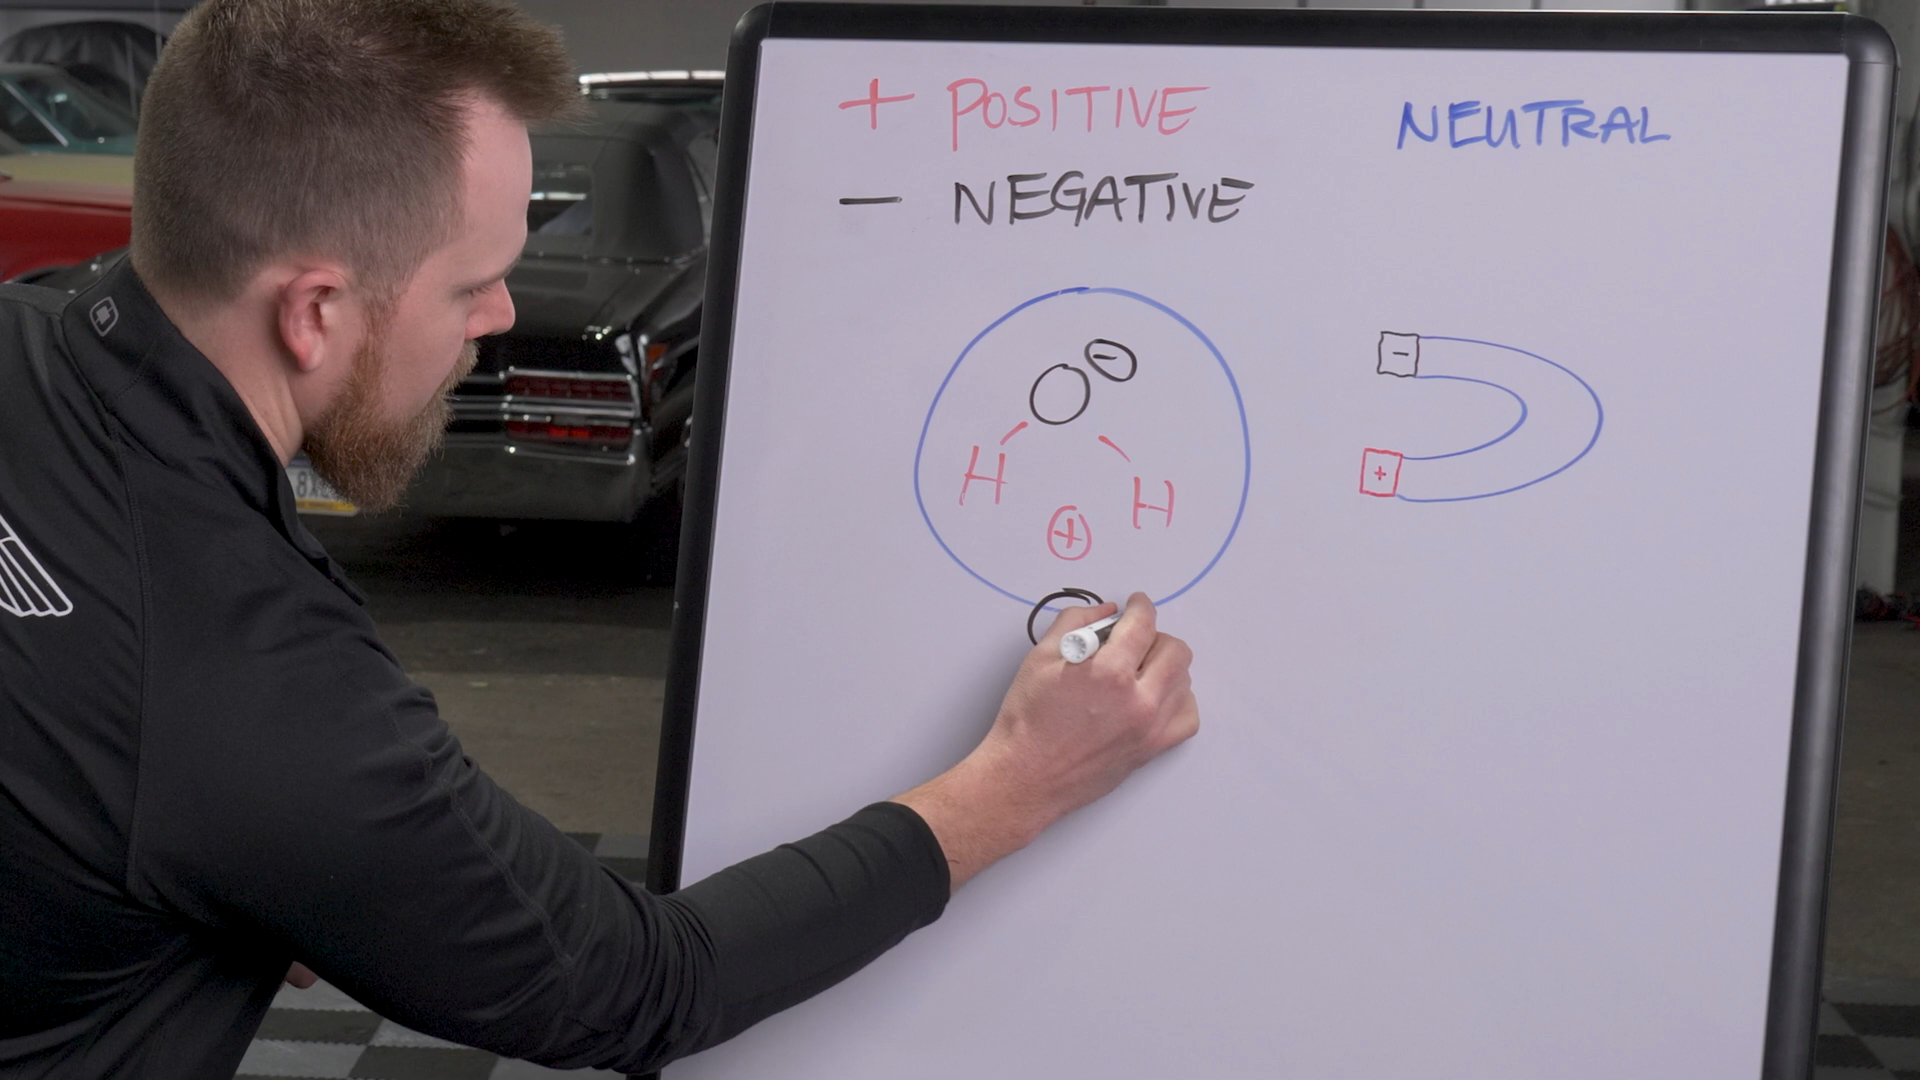 + POSITIVE
NEUTRAL
− NEGATIVE
O −
H
H
+
−
+